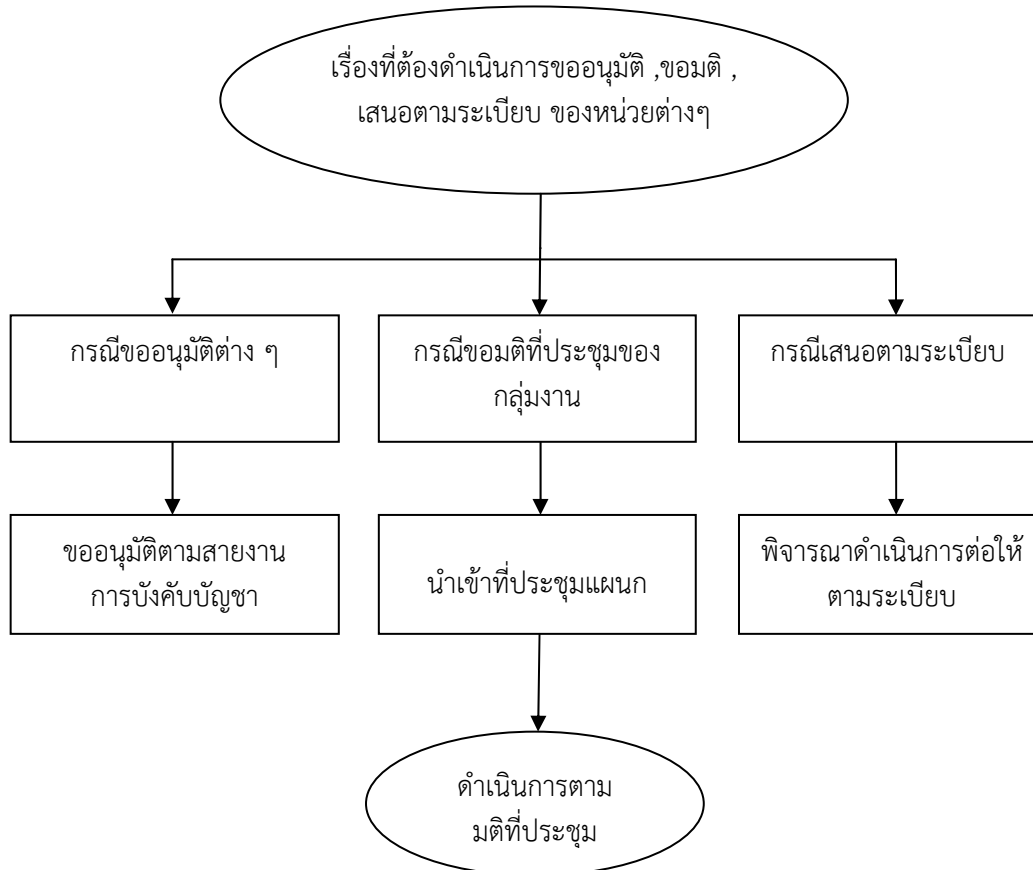 เรื่องที่ต้องดำเนินการขออนุมัติ ,ขอมติ ,
เสนอตามระเบียบ ของหน่วยต่างๆ
กรณีขออนุมัติต่าง ๆ
กรณีขอมติที่ประชุมของ
กลุ่มงาน
กรณีเสนอตามระเบียบ
ขออนุมัติตามสายงาน
การบังคับบัญชา
นำเข้าที่ประชุมแผนก
พิจารณาดำเนินการต่อให้
ตามระเบียบ
ดำเนินการตาม
มติที่ประชุม